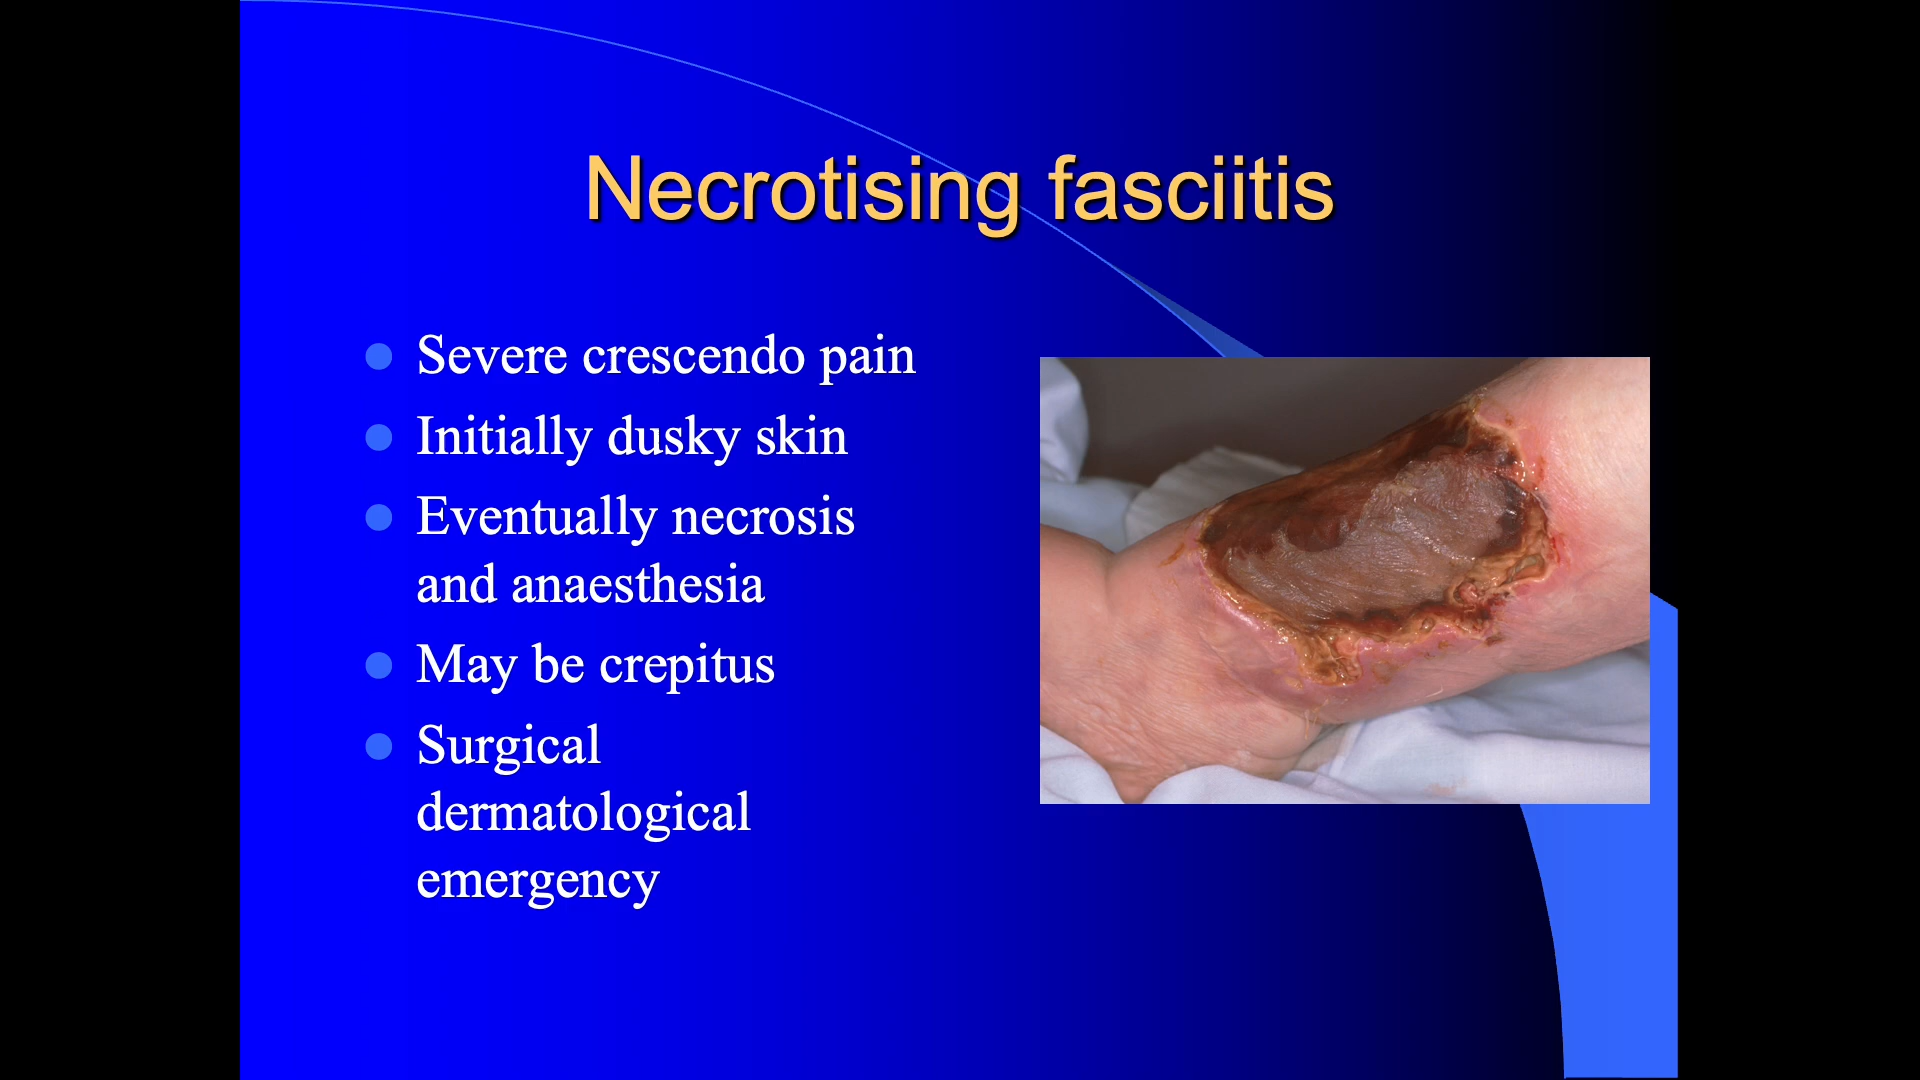 Necrotising fasciitis
Severe crescendo pain
Initially dusky skin
Eventually necrosis
and anaesthesia
May be crepitus
Surgical
dermatological
emergency